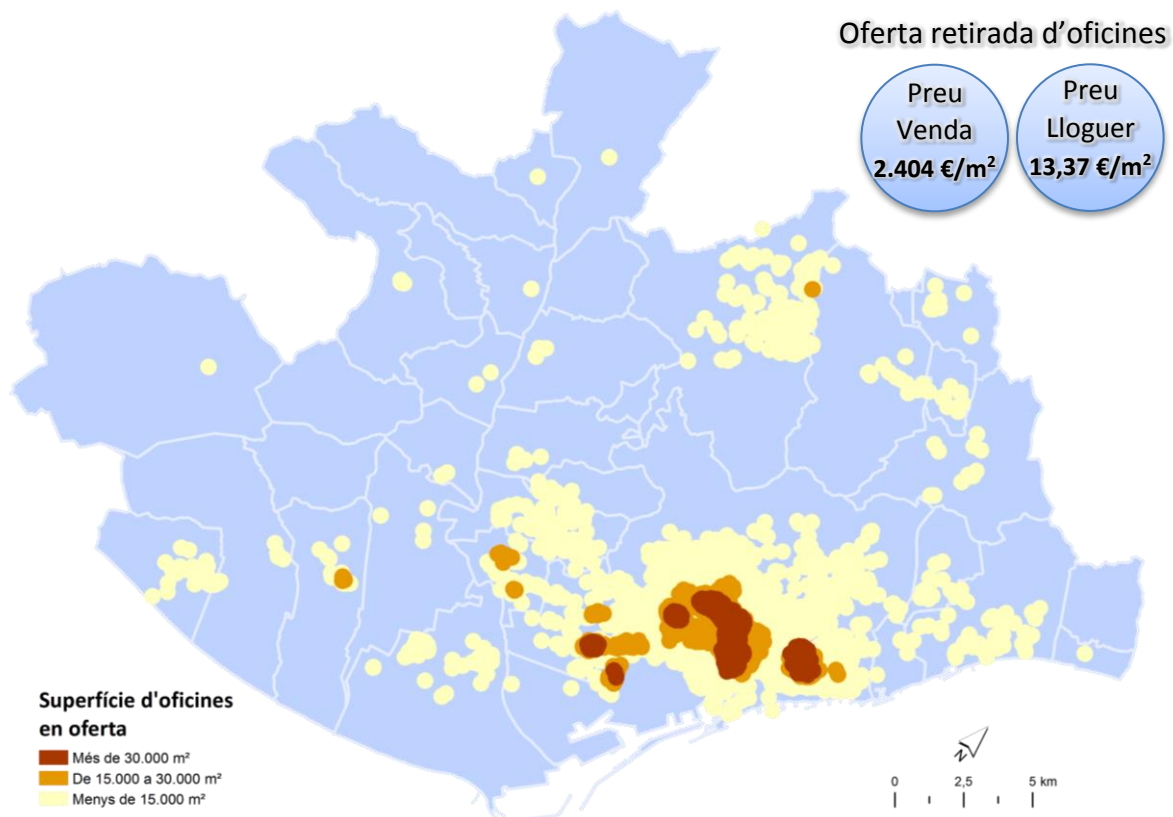 Oferta retirada d’oficines
Preu
Venda
2.404 €/m²
Preu
Lloguer
13,37 €/m²
Superfície d'oficines
en oferta
Més de 30.000 m²
De 15.000 a 30.000 m²
Menys de 15.000 m²
N
0 2,5 5 km